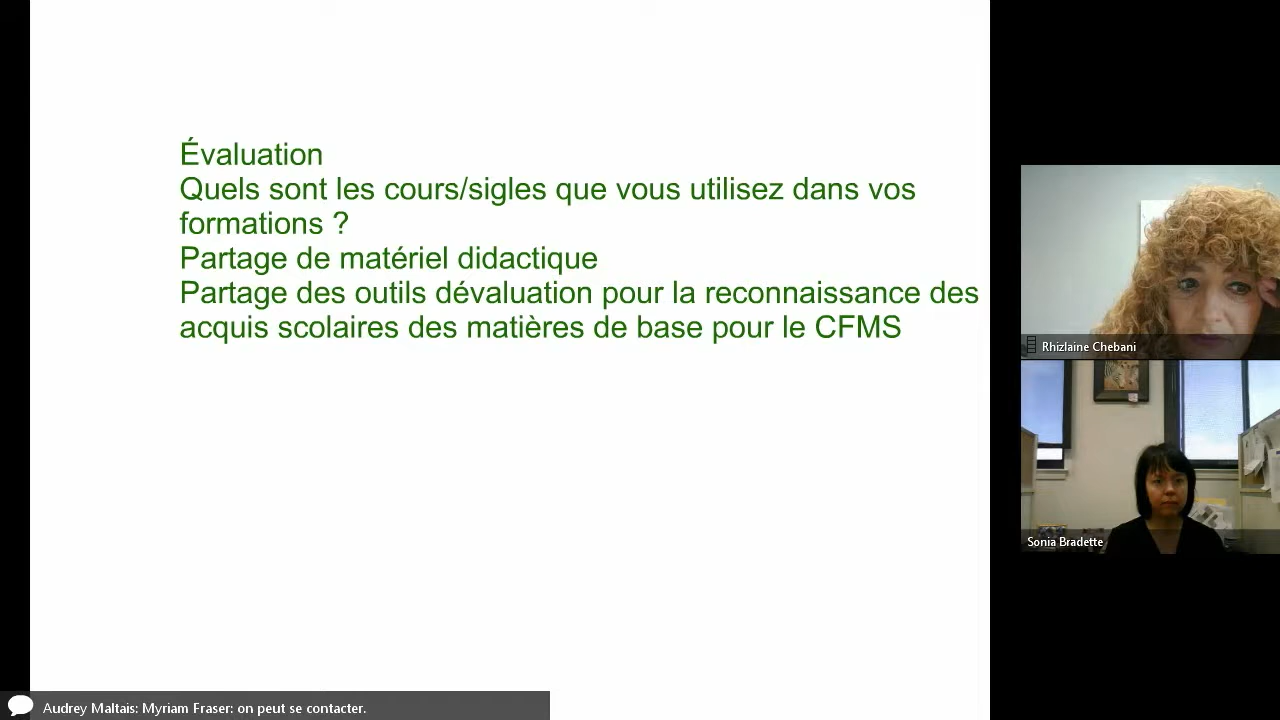 Évaluation
Quels sont les cours/sigles que vous utilisez dans vos
formations ?
Partage de matériel didactique
Partage des outils dévaluation pour la reconnaissance des
acquis scolaires des matières de base pour le CFMS
Rhizlaine Chebani
Sonia Bradette
Audrey Maltais: Myriam Fraser: on peut se contacter.